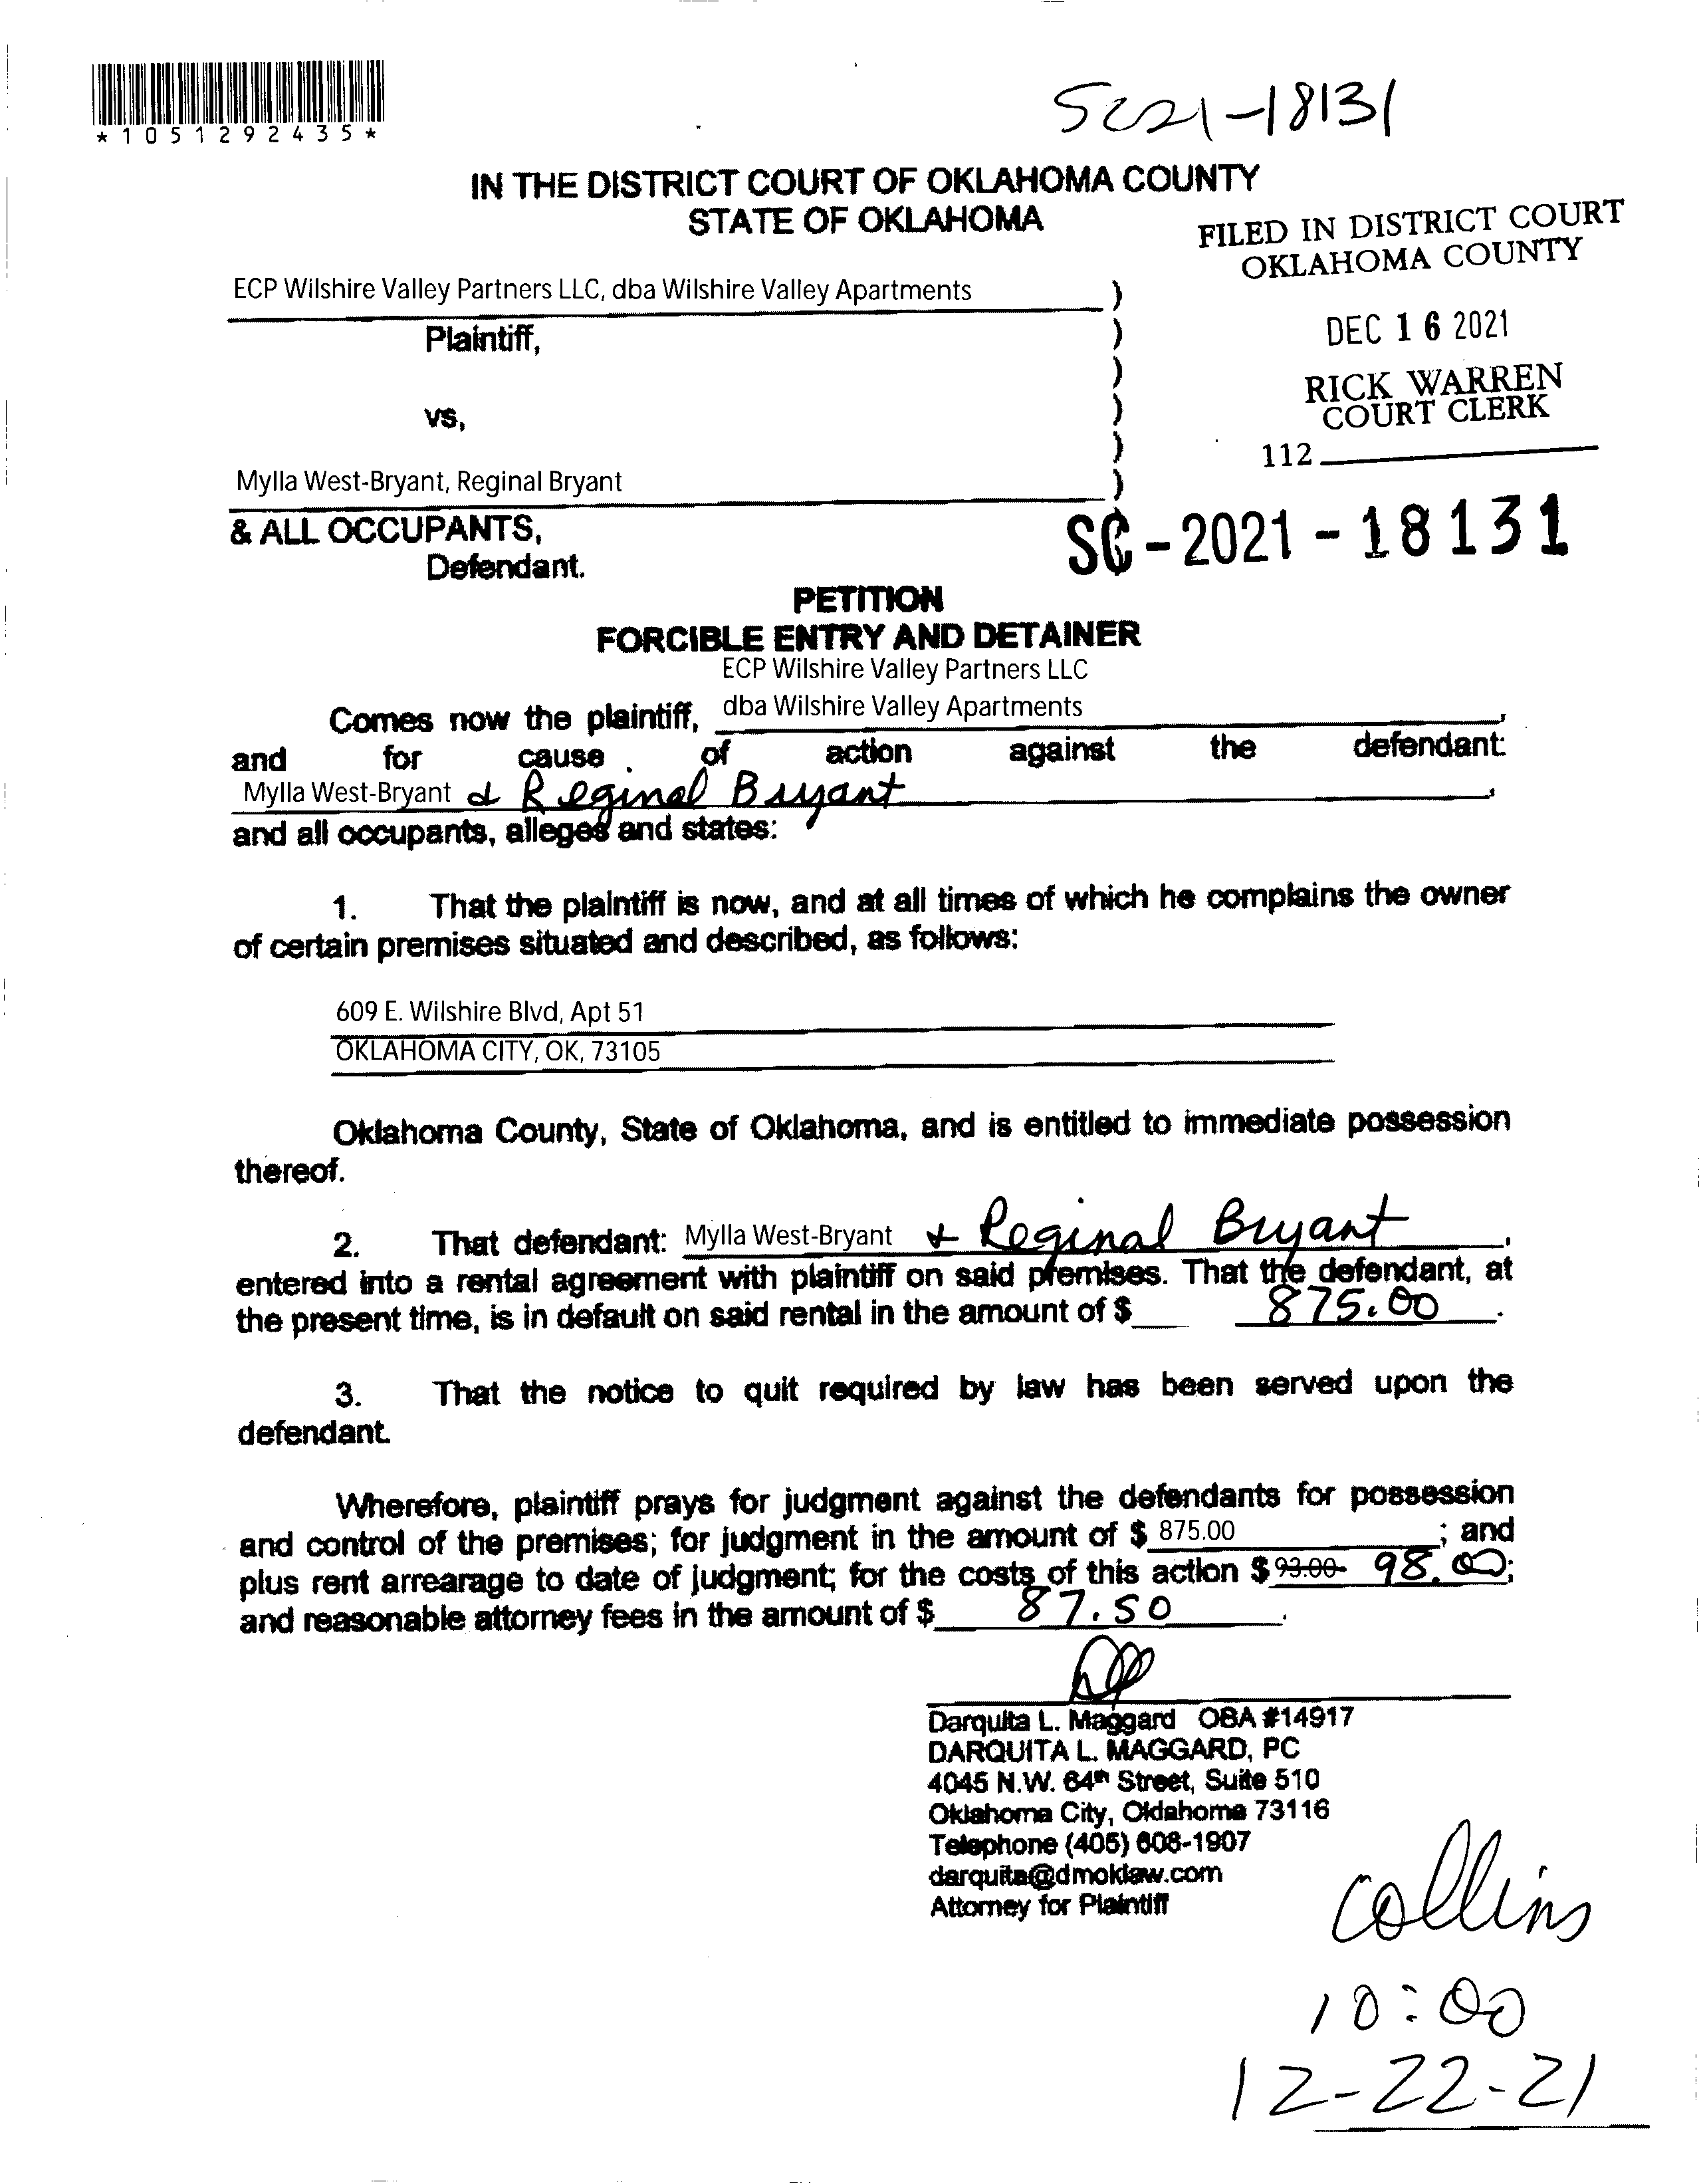 *1051292435*
SC21-18131
IN THE DISTRICT COURT OF OKLAHOMA COUNTY
STATE OF OKLAHOMA
FILED IN DISTRICT COURT
OKLAHOMA COUNTY
DEC 16 2021
RICK WARREN
COURT CLERK
112
ECP Wilshire Valley Partners LLC, dba Wilshire Valley Apartments )
Plaintiff, )
)
vs, )
)
Mylla West-Bryant, Reginal Bryant )
& ALL OCCUPANTS,
Defendant.
SC-2021-18131
PETITION
FORCIBLE ENTRY AND DETAINER
ECP Wilshire Valley Partners LLC
Comes now the plaintiff, dba Wilshire Valley Apartments,
and for cause of action against the defendant:
Mylla West-Bryant & Reginal Bryant,
and all occupants, alleges and states:
1. That the plaintiff is now, and at all times of which he complains the owner
of certain premises situated and described, as follows:
609 E. Wilshire Blvd, Apt 51
OKLAHOMA CITY, OK, 73105
Oklahoma County, State of Oklahoma, and is entitled to immediate possession
thereof.
2. That defendant: Mylla West-Bryant & Reginal Bryant,
entered into a rental agreement with plaintiff on said premises. That the defendant, at
the present time, is in default on said rental in the amount of $ 875.00.
3. That the notice to quit required by law has been served upon the
defendant.
Wherefore, plaintiff prays for judgment against the defendants for possession
and control of the premises; for judgment in the amount of $ 875.00; and
plus rent arrearage to date of judgment; for the costs of this action $ 93.00 98.00;
and reasonable attorney fees in the amount of $ 87.50.
Darquita L. Maggard OBA #14917
DARQUITA L. MAGGARD, PC
4045 N.W. 64th Street, Suite 510
Oklahoma City, Oklahoma 73116
Telephone (405) 608-1907
darquita@dmoklaw.com
Attorney for Plaintiff
Collins
10:00
12-22-21